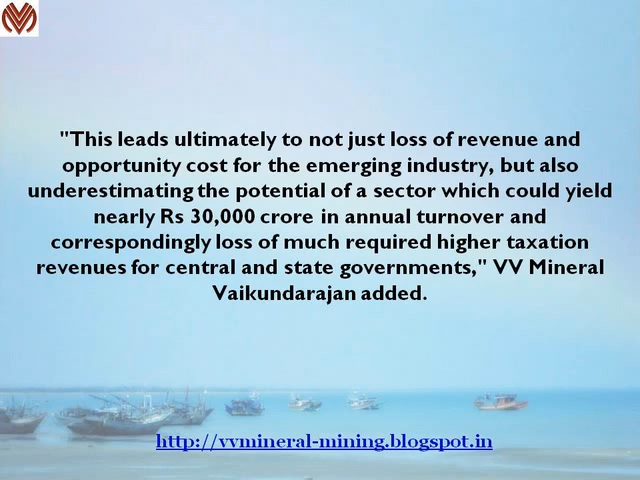 "This leads ultimately to not just loss of revenue and
opportunity cost for the emerging industry, but also
underestimating the potential of a sector which could yield
nearly Rs 30,000 crore in annual turnover and
correspondingly loss of much required higher taxation
revenues for central and state governments," VV Mineral
Vaikundarajan added.
http://vvmineral-mining.blogspot.in